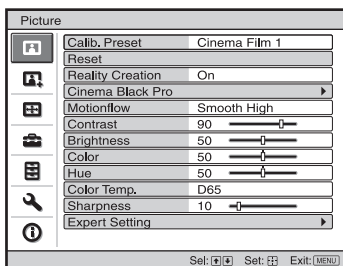 Picture
Calib. Preset Cinema Film 1
Reset
Reality Creation On
Cinema Black Pro
Motionflow Smooth High
Contrast 90
Brightness 50
Color 50
Hue 50
Color Temp. D65
Sharpness 10
Expert Setting
Sel: Set: Exit: MENU